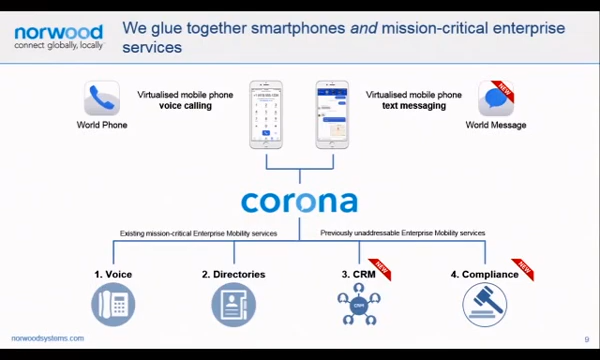 norwood
connect globally, locally
We glue together smartphones and mission-critical enterprise
services
World Phone
Virtualised mobile phone
voice calling
Virtualised mobile phone
text messaging
NEW
World Message
corona
Existing mission-critical Enterprise Mobility services
Previously unaddressable Enterprise Mobility services
1. Voice
2. Directories
3. CRM
NEW
4. Compliance
NEW
CRM
norwoodsystems.com
9